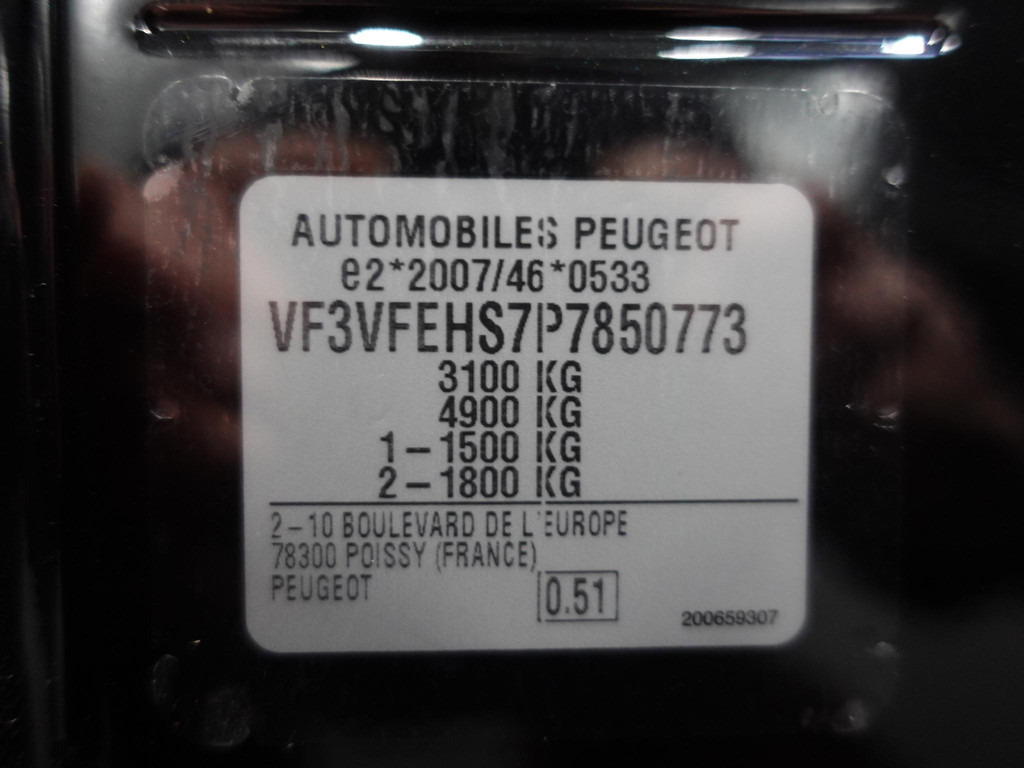 AUTOMOBILES PEUGEOT
e2*2007/46*0533
VF3VFEHS7P7850773
3100 KG
4900 KG
1-1500 KG
2-1800 KG
2-10 BOULEVARD DE L'EUROPE
78300 POISSY (FRANCE)
PEUGEOT
0.51
200659307